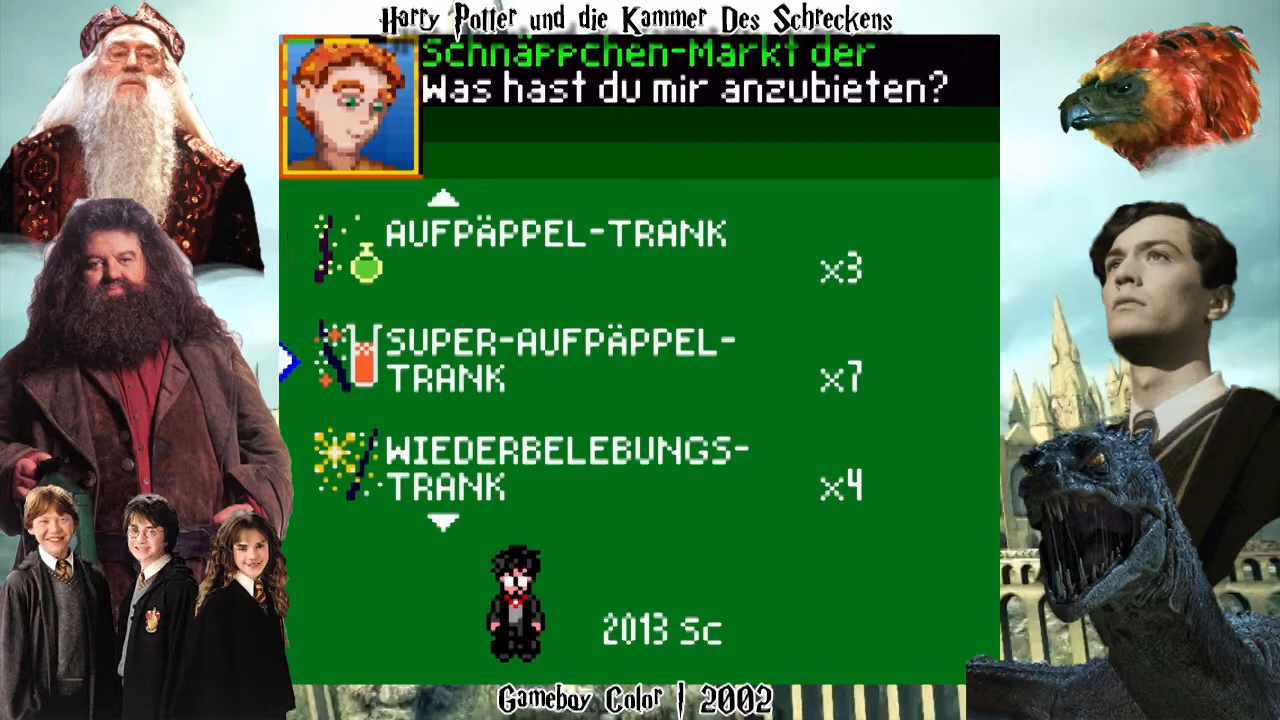 Harry Potter und die Kammer Des Schreckens
Schnäppchen-Markt der
Was hast du mir anzubieten?
AUFPÄPPEL-TRANK
x3
SUPER-AUFPÄPPEL-
TRANK
x7
WIEDERBELEBUNGS-
TRANK
x4
2013 Sc
Gameboy Color | 2002